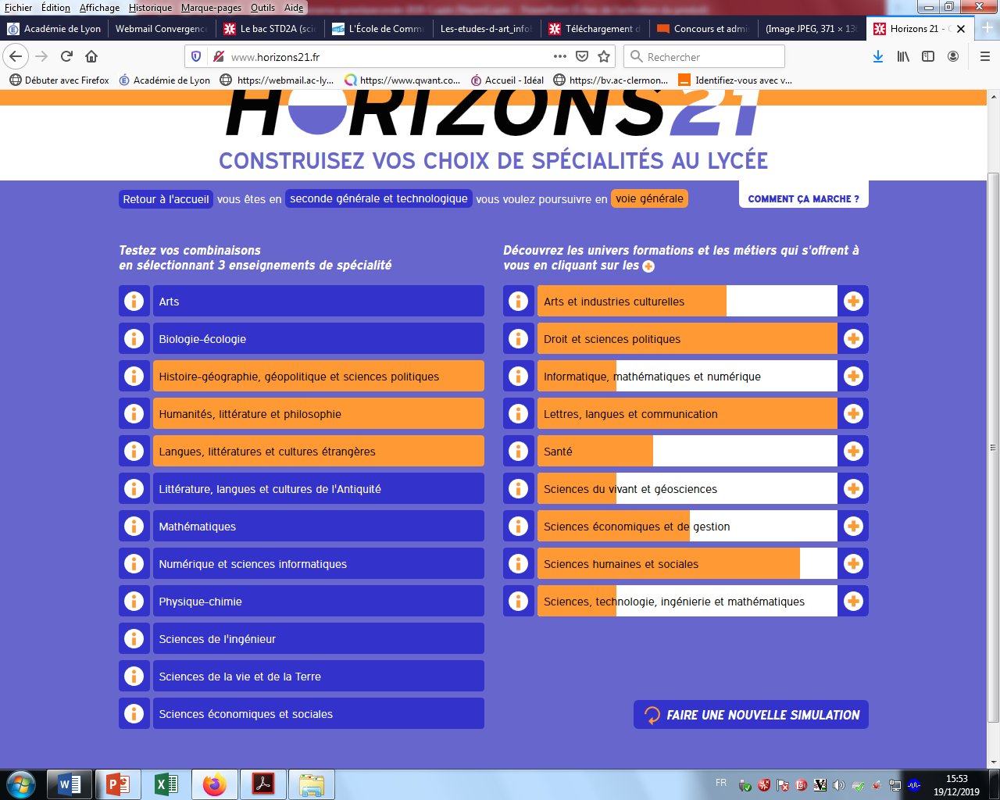 Fichier Édition Affichage Historique Marque-pages Outils Aide
Académie de Lyon Webmail Convergence Le bac STD2A (scie L'École de Commu Les-etudes-d-art_infol Téléchargement d Concours et admis (Image JPEG, 371 × 136 Horizons 21 - O
www.horizons21.fr Rechercher
Débuter avec Firefox Académie de Lyon https://webmail.ac-ly... https://www.qwant.co... Accueil - Idéal https://bv.ac-clermon... Identifiez-vous avec v...
HORIZONS21
CONSTRUISEZ VOS CHOIX DE SPÉCIALITÉS AU LYCÉE
Retour à l'accueil vous êtes en seconde générale et technologique vous voulez poursuivre en voie générale
COMMENT ÇA MARCHE ?
Testez vos combinaisons
en sélectionnant 3 enseignements de spécialité
Arts
Biologie-écologie
Histoire-géographie, géopolitique et sciences politiques
Humanités, littérature et philosophie
Langues, littératures et cultures étrangères
Littérature, langues et cultures de l'Antiquité
Mathématiques
Numérique et sciences informatiques
Physique-chimie
Sciences de l'ingénieur
Sciences de la vie et de la Terre
Sciences économiques et sociales
Découvrez les univers formations et les métiers qui s'offrent à
vous en cliquant sur les
Arts et industries culturelles
Droit et sciences politiques
Informatique, mathématiques et numérique
Lettres, langues et communication
Santé
Sciences du vivant et géosciences
Sciences économiques et de gestion
Sciences humaines et sociales
Sciences, technologie, ingénierie et mathématiques
FAIRE UNE NOUVELLE SIMULATION
FR
15:53
19/12/2019